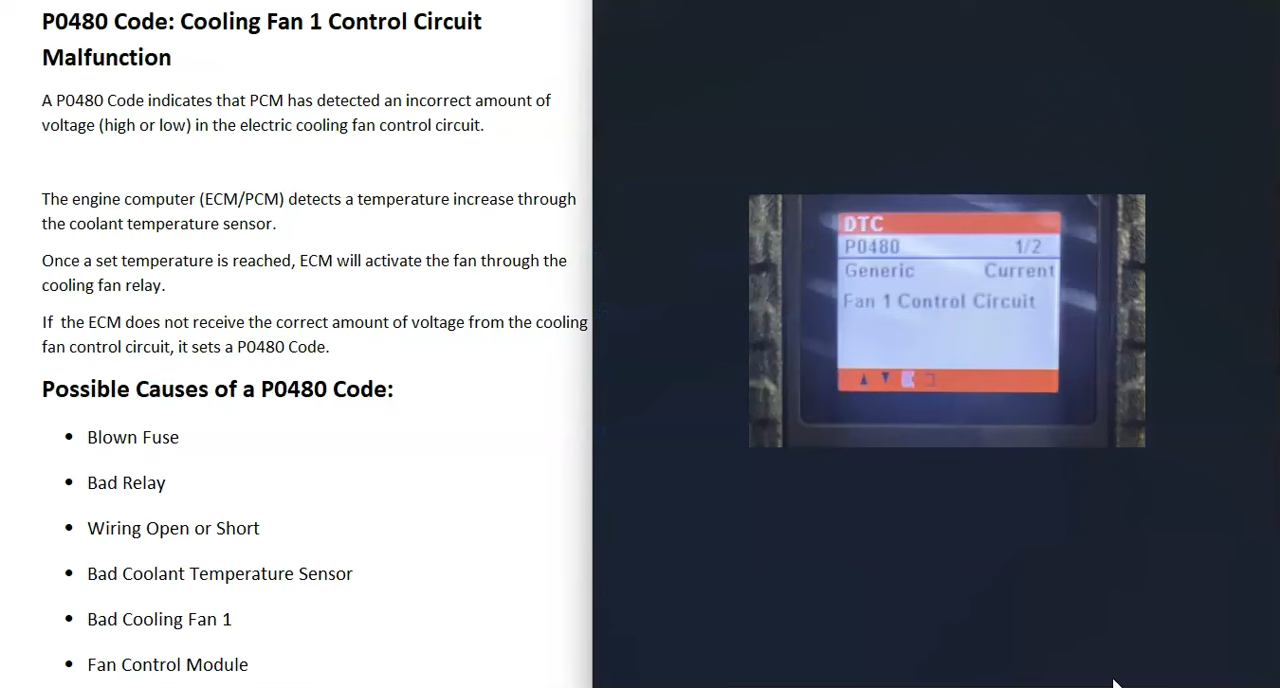 P0480 Code: Cooling Fan 1 Control Circuit
Malfunction
A P0480 Code indicates that PCM has detected an incorrect amount of
voltage (high or low) in the electric cooling fan control circuit.
The engine computer (ECM/PCM) detects a temperature increase through
the coolant temperature sensor.
Once a set temperature is reached, ECM will activate the fan through the
cooling fan relay.
If the ECM does not receive the correct amount of voltage from the cooling
fan control circuit, it sets a P0480 Code.
Possible Causes of a P0480 Code:
• Blown Fuse
• Bad Relay
• Wiring Open or Short
• Bad Coolant Temperature Sensor
• Bad Cooling Fan 1
• Fan Control Module
DTC
P0480 1/2
Generic Current
Fan 1 Control Circuit